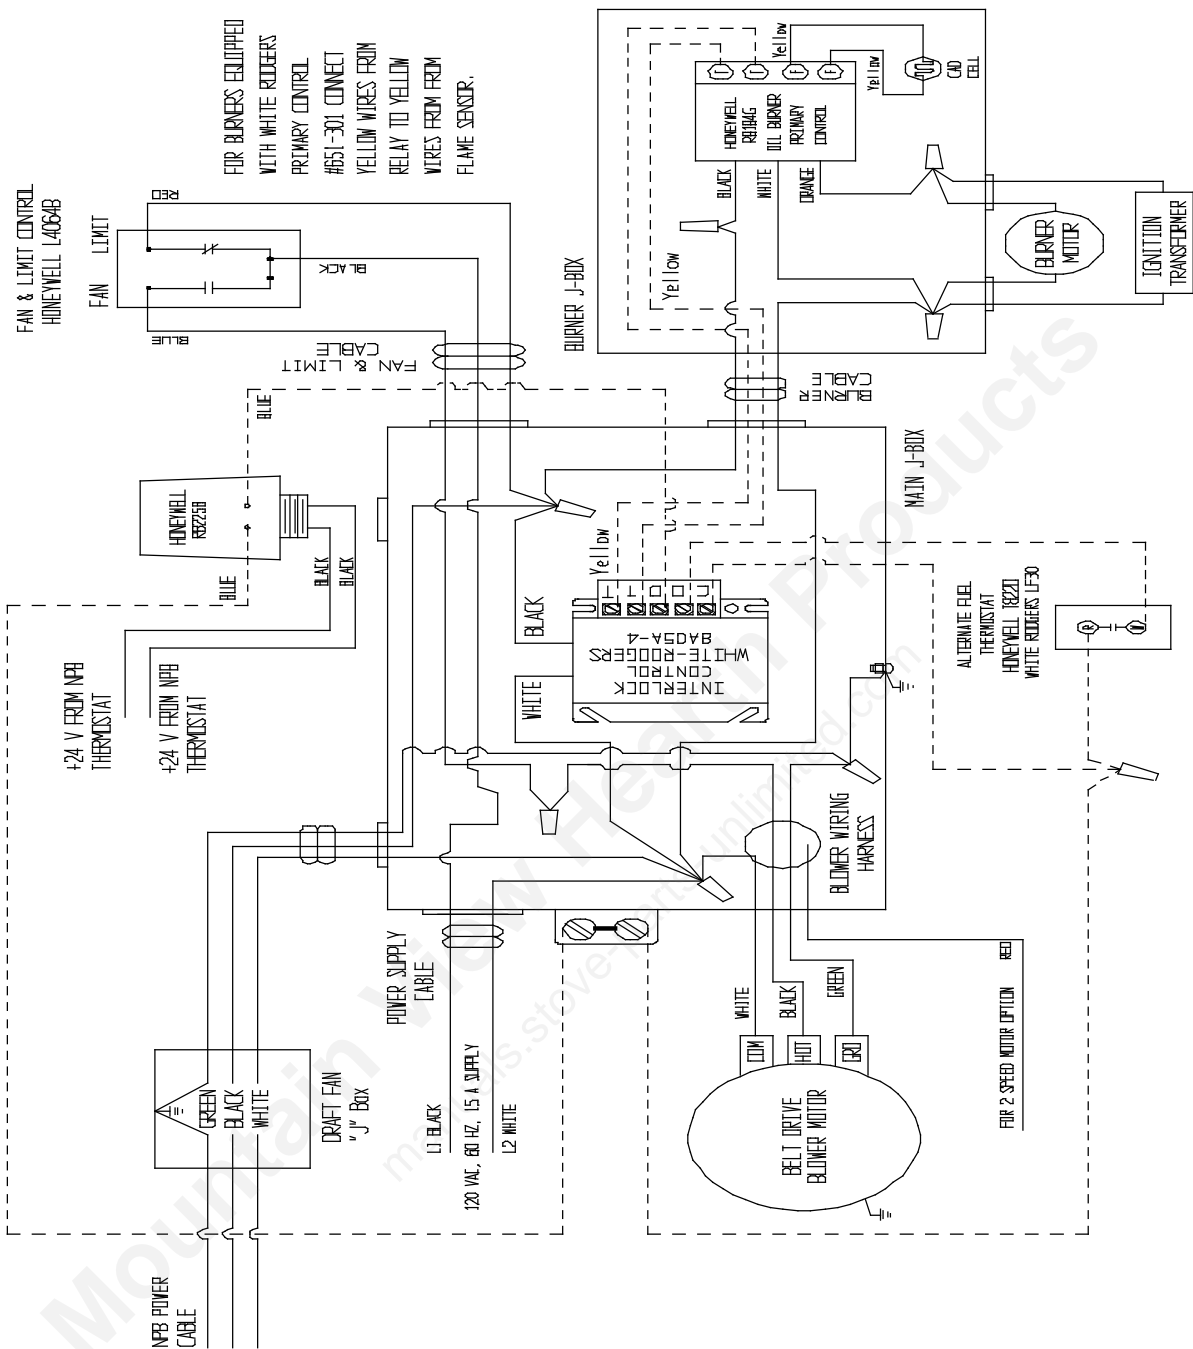 FAN & LIMIT CONTROL
HONEYWELL L4064B
FAN
LIMIT
RED
BLACK
BLUE
FOR BURNERS EQUIPPED
WITH WHITE RODGERS
PRIMARY CONTROL
#651-301 CONNECT
YELLOW WIRES FROM
RELAY TO YELLOW
WIRES FROM FROM
FLAME SENSOR.
FAN & LIMIT
CABLE
BURNER J-BOX
Yellow
BLACK
WHITE
ORANGE
HONEYWELL
R8184G
OIL BURNER
PRIMARY
CONTROL
T
T
F
F
Yellow
Yellow
CAD
CELL
BURNER
MOTOR
IGNITION
TRANSFORMER
BURNER
CABLE
MAIN J-BOX
HONEYWELL
R8225B
BLUE
BLUE
BLACK
BLACK
+24 V FROM NPB
THERMOSTAT
+24 V FROM NPB
THERMOSTAT
BLACK
WHITE
Yellow
T
T
INTERLOCK
CONTROL
WHITE-RODGERS
8A05A-4
ALTERNATE FUEL
THERMOSTAT
HONEYWELL T822D
WHITE RODGERS 1F30
R
W
BLOWER WIRING
HARNESS
POWER SUPPLY
CABLE
L1 BLACK
120 VAC, 60 HZ, 15 A SUPPLY
L2 WHITE
GREEN
BLACK
WHITE
DRAFT FAN
"J" Box
NPB POWER
CABLE
WHITE
BLACK
GREEN
COM
HOT
GRD
BELT DRIVE
BLOWER MOTOR
FOR 2 SPEED MOTOR OPTION
RED
Mountain View Hearth Products
manuals.stove-parts-unlimited.com